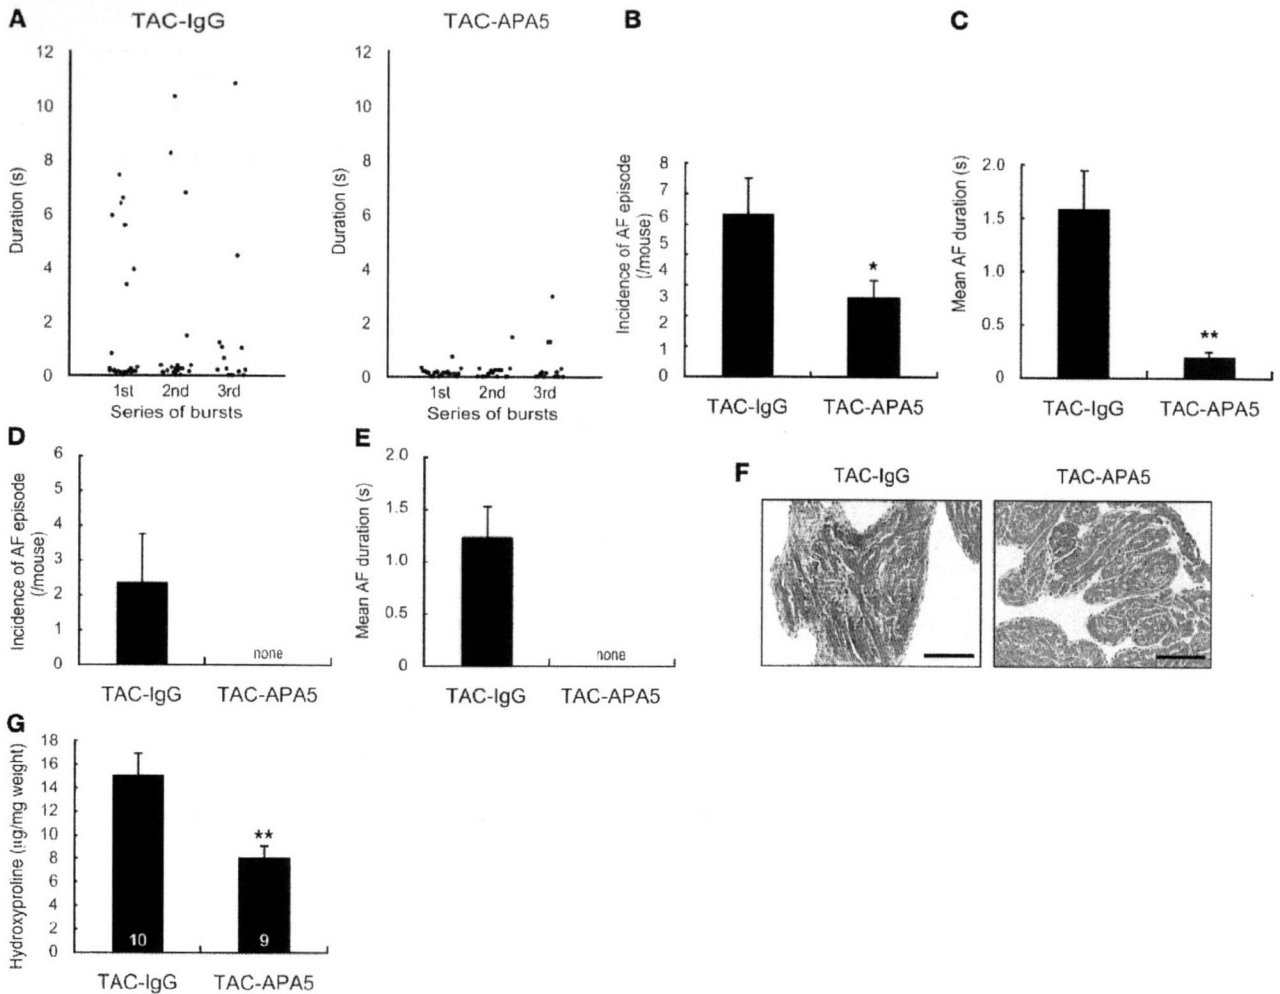 A
TAC-IgG
TAC-APA5
B
C
Duration (s)
12
10
8
6
4
2
0
1st 2nd 3rd
Series of bursts
Duration (s)
12
10
8
6
4
2
0
1st 2nd 3rd
Series of bursts
Incidence of AF episode
(/mouse)
8
7
6
5
4
3
2
1
0
*
TAC-IgG TAC-APA5
Mean AF duration (s)
2.0
1.5
1.0
0.5
0
**
TAC-IgG TAC-APA5
D
Incidence of AF episode
(/mouse)
6
5
4
3
2
1
0
none
TAC-IgG TAC-APA5
E
Mean AF duration (s)
2.0
1.5
1.0
0.5
0
none
TAC-IgG TAC-APA5
F
TAC-IgG
TAC-APA5
G
Hydroxyproline (µg/mg weight)
18
16
14
12
10
8
6
4
2
0
**
10
9
TAC-IgG TAC-APA5